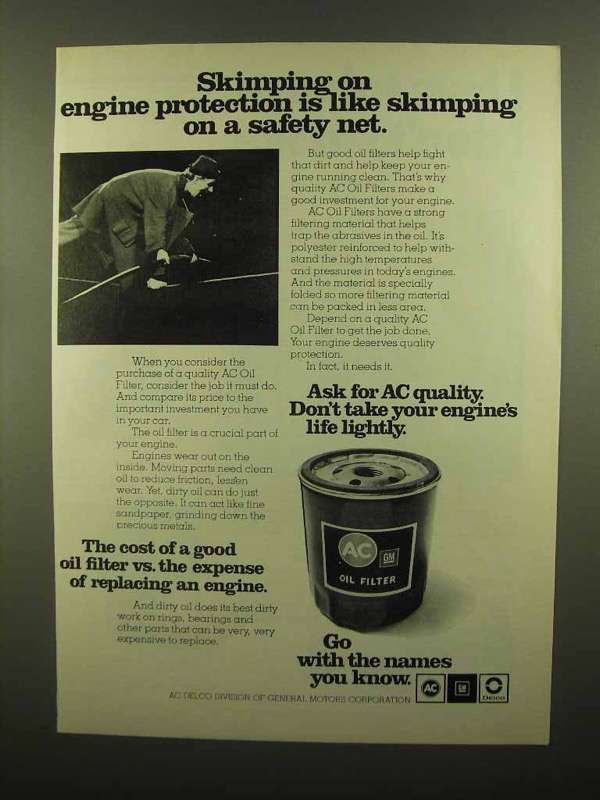 Skimping on
engine protection is like skimping
on a safety net.
When you consider the
purchase of a quality AC Oil
Filter, consider the job it must do.
And compare its price to the
important investment you have
in your car.
The oil filter is a crucial part of
your engine.
Engines wear out on the
inside. Moving parts need clean
oil to reduce friction, lessen
wear. Yet, dirty oil can do just
the opposite. It can act like fine
sandpaper, grinding down the
precious metals.
The cost of a good
oil filter vs. the expense
of replacing an engine.
And dirty oil does its best dirty
work on rings, bearings and
other parts that can be very, very
expensive to replace.
But good oil filters help fight
that dirt and help keep your en-
gine running clean. That's why
quality AC Oil Filters make a
good investment for your engine.
AC Oil Filters have a strong
filtering material that helps
trap the abrasives in the oil. It's
polyester reinforced to help with-
stand the high temperatures
and pressures in today's engines.
And the material is specially
folded so more filtering material
can be packed in less area.
Depend on a quality AC
Oil Filter to get the job done.
Your engine deserves quality
protection.
In fact, it needs it.
Ask for AC quality.
Don't take your engine's
life lightly.
AC
GM
OIL FILTER
Go
with the names
you know.
AC
GM
Delco
AC DELCO DIVISION OF GENERAL MOTORS CORPORATION